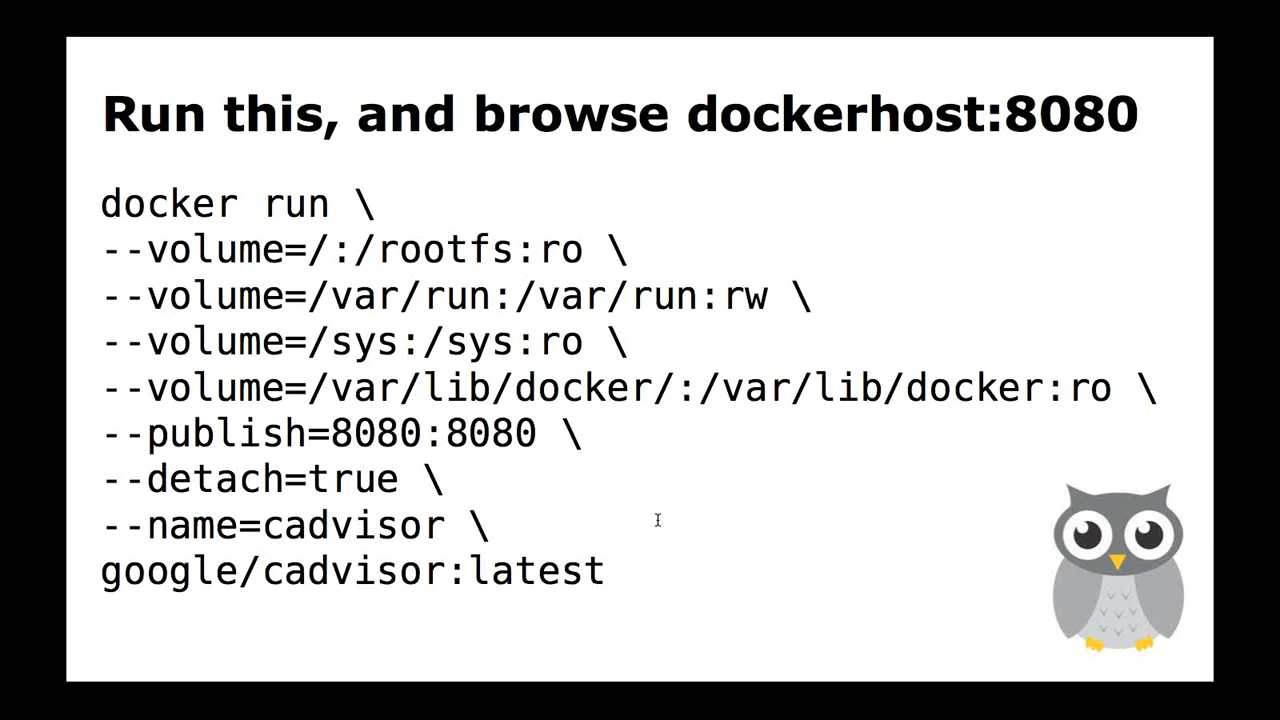 Run this, and browse dockerhost:8080
docker run \
--volume=/:/rootfs:ro \
--volume=/var/run:/var/run:rw \
--volume=/sys:/sys:ro \
--volume=/var/lib/docker/:/var/lib/docker:ro \
--publish=8080:8080 \
--detach=true \
--name=cadvisor \
google/cadvisor:latest